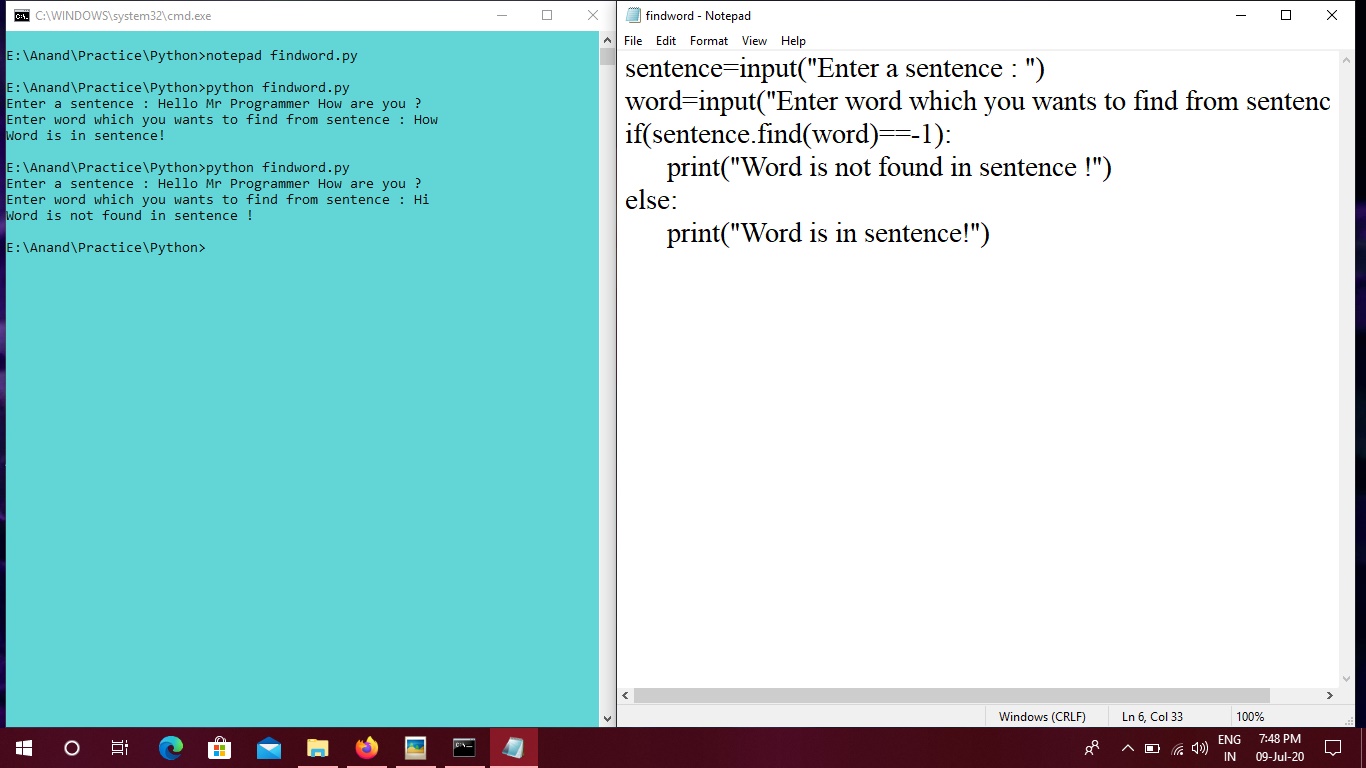 C:\WINDOWS\system32\cmd.exe
E:\Anand\Practice\Python>notepad findword.py
E:\Anand\Practice\Python>python findword.py
Enter a sentence : Hello Mr Programmer How are you ?
Enter word which you wants to find from sentence : How
Word is in sentence!
E:\Anand\Practice\Python>python findword.py
Enter a sentence : Hello Mr Programmer How are you ?
Enter word which you wants to find from sentence : Hi
Word is not found in sentence !
E:\Anand\Practice\Python>
findword - Notepad
File Edit Format View Help
sentence=input("Enter a sentence : ")
word=input("Enter word which you wants to find from sentenc
if(sentence.find(word)==-1):
print("Word is not found in sentence !")
else:
print("Word is in sentence!")
Windows (CRLF) Ln 6, Col 33 100%
ENG 7:48 PM
IN 09-Jul-20